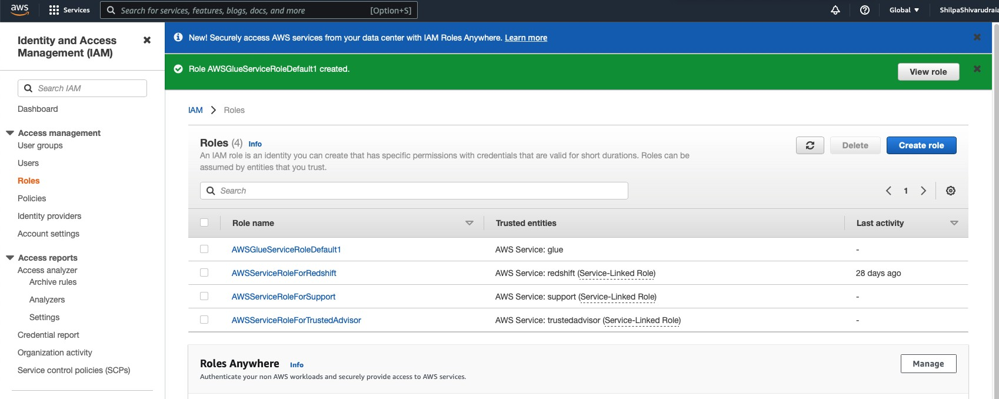 aws Services Search for services, features, blogs, docs, and more [Option+S] Global ShilpaShivarudraia
Identity and Access
Management (IAM)
Search IAM
Dashboard
Access management
User groups
Users
Roles
Policies
Identity providers
Account settings
Access reports
Access analyzer
Archive rules
Analyzers
Settings
Credential report
Organization activity
Service control policies (SCPs)
New! Securely access AWS services from your data center with IAM Roles Anywhere. Learn more
Role AWSGlueServiceRoleDefault1 created. View role
IAM Roles
Roles (4) Info
An IAM role is an identity you can create that has specific permissions with credentials that are valid for short durations. Roles can be
assumed by entities that you trust.
Delete Create role
Search
1
Role name Trusted entities Last activity
AWSGlueServiceRoleDefault1 AWS Service: glue -
AWSServiceRoleForRedshift AWS Service: redshift (Service-Linked Role) 28 days ago
AWSServiceRoleForSupport AWS Service: support (Service-Linked Role) -
AWSServiceRoleForTrustedAdvisor AWS Service: trustedadvisor (Service-Linked Role) -
Roles Anywhere Info
Authenticate your non AWS workloads and securely provide access to AWS services.
Manage